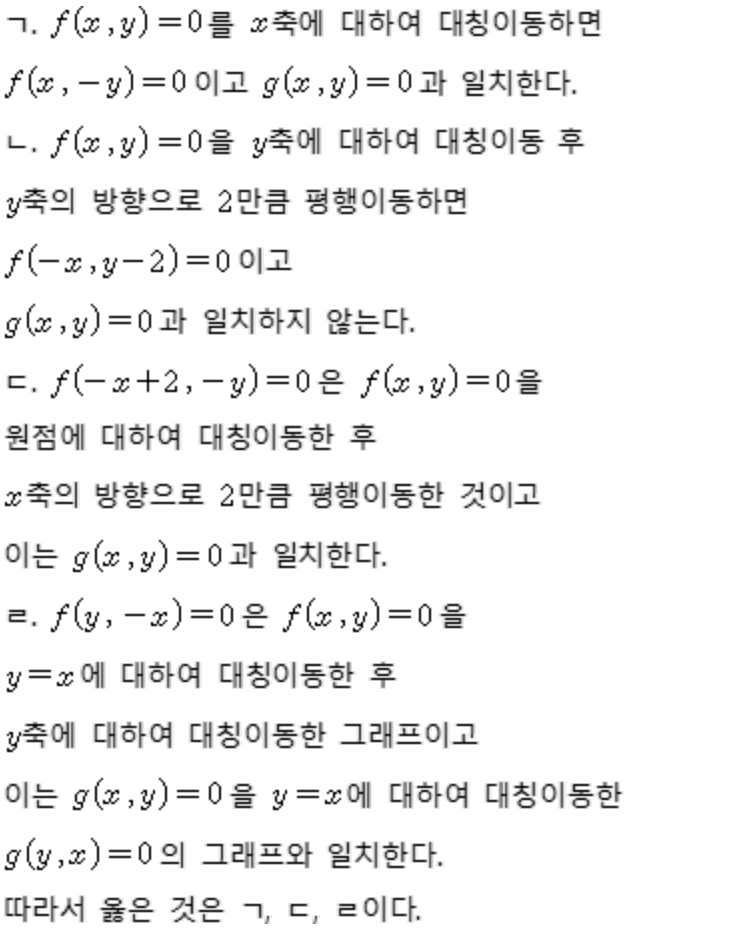 ㄱ. f(x, y)=0를 x축에 대하여 대칭이동하면
f(x, -y)=0이고 g(x, y)=0과 일치한다.
ㄴ. f(x, y)=0을 y축에 대하여 대칭이동 후
y축의 방향으로 2만큼 평행이동하면
f(-x, y-2)=0이고
g(x, y)=0과 일치하지 않는다.
ㄷ. f(-x+2, -y)=0은 f(x, y)=0을
원점에 대하여 대칭이동한 후
x축의 방향으로 2만큼 평행이동한 것이고
이는 g(x, y)=0과 일치한다.
ㄹ. f(y, -x)=0은 f(x, y)=0을
y=x에 대하여 대칭이동한 후
y축에 대하여 대칭이동한 그래프이고
이는 g(x, y)=0을 y=x에 대하여 대칭이동한
g(y, x)=0의 그래프와 일치한다.
따라서 옳은 것은 ㄱ, ㄷ, ㄹ이다.